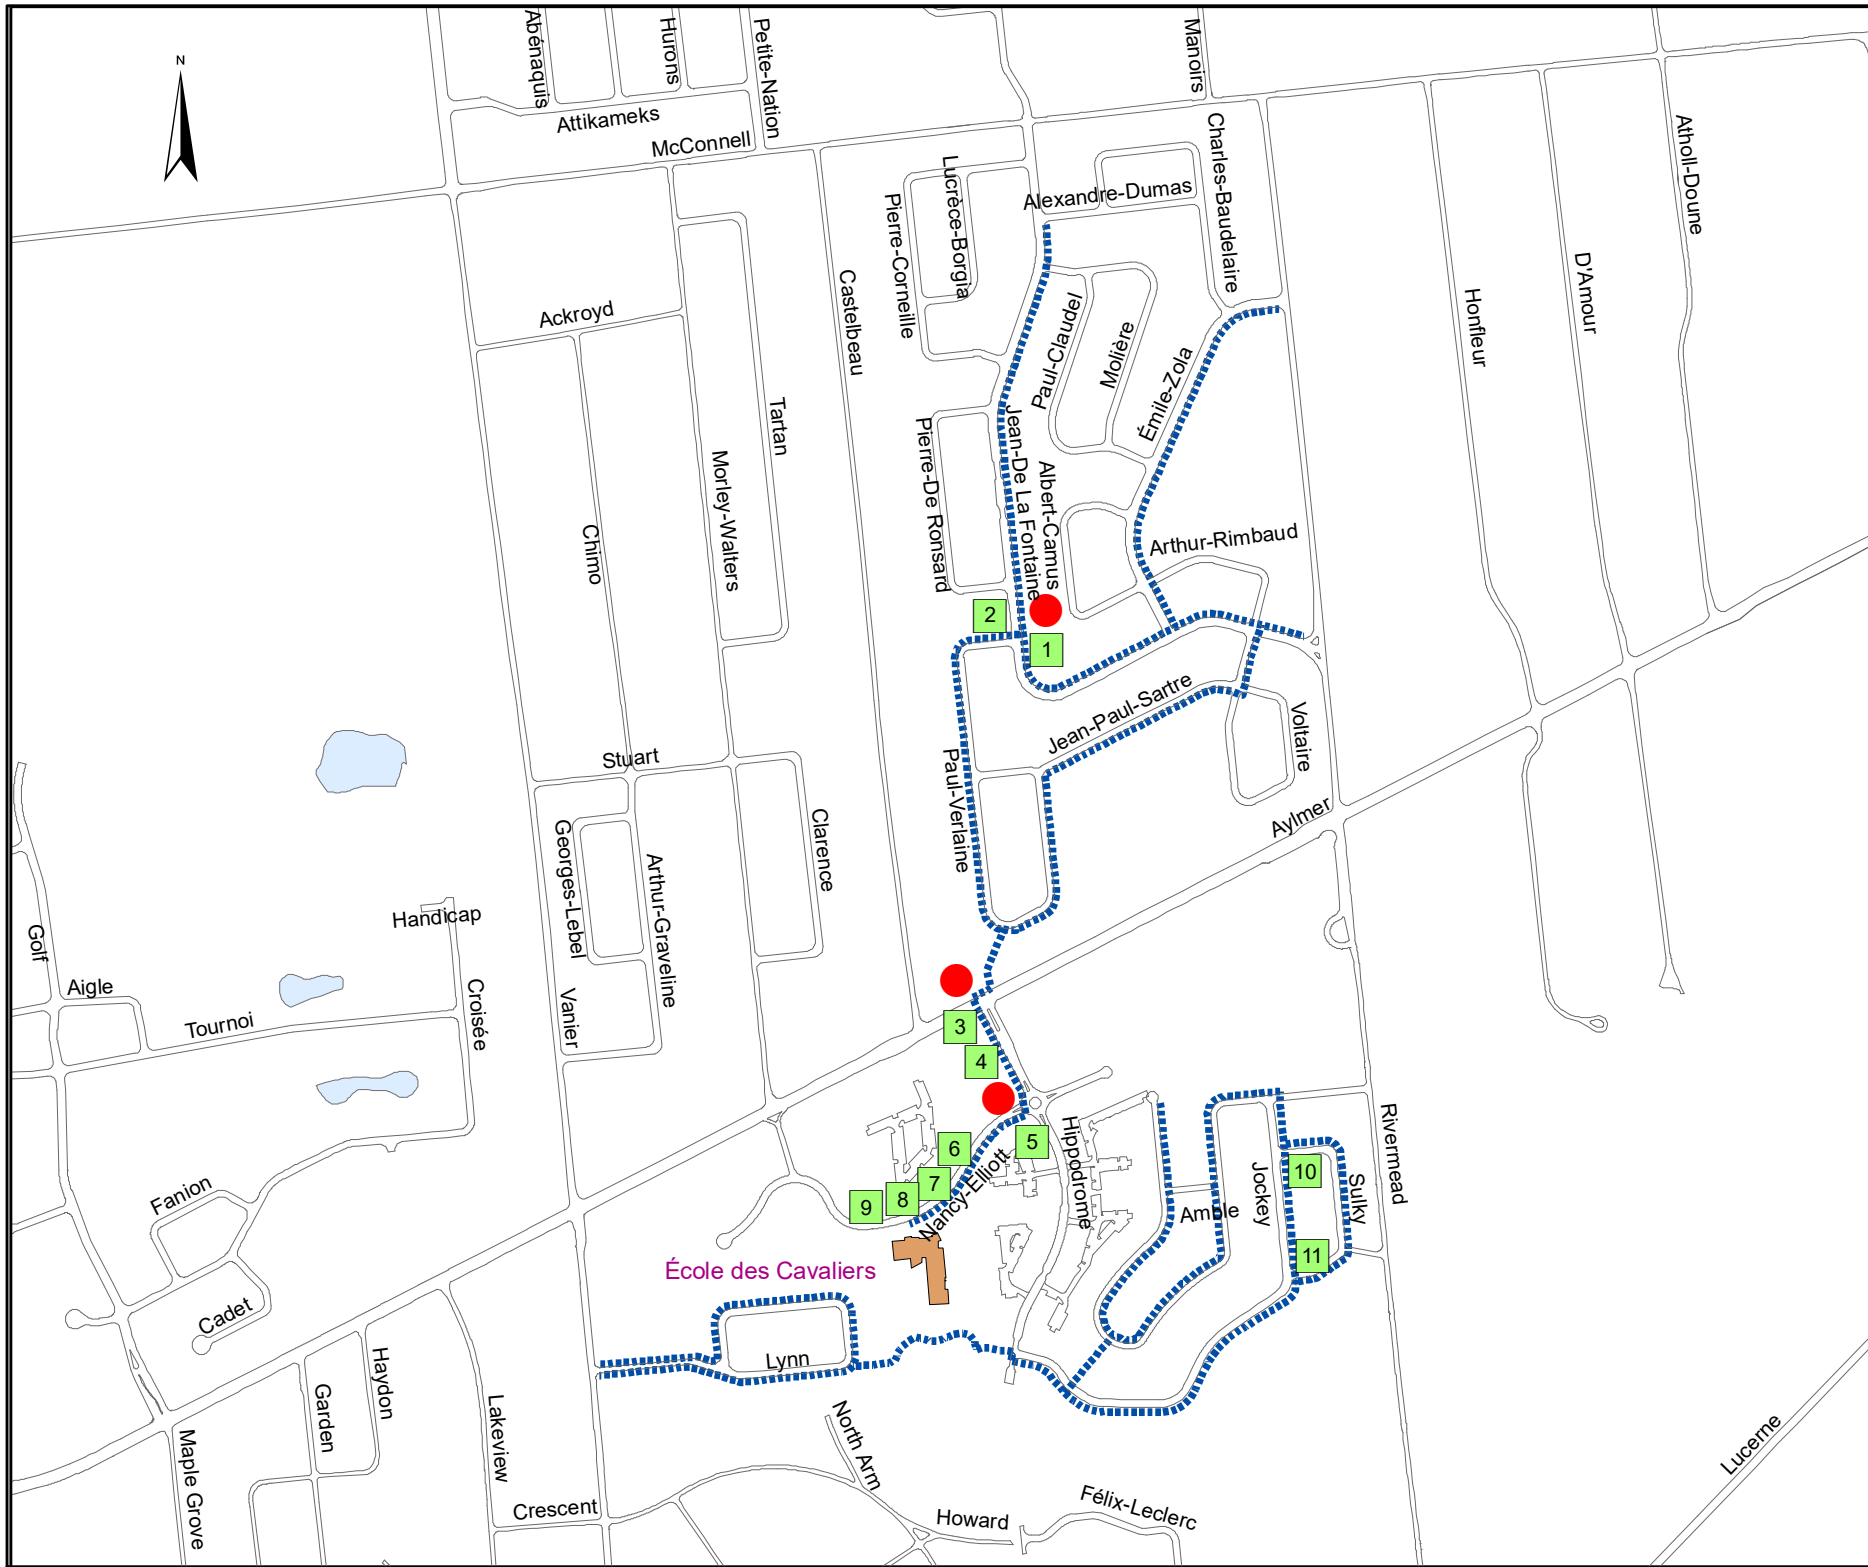 N
Abénaquis
Hurons
Petite-Nation
Manoirs
Attikameks
McConnell
Charles-Baudelaire
Atholl-Doune
Lucrèce-Borgia
Alexandre-Dumas
Pierre-Corneille
Castelbeau
D'Amour
Honfleur
Ackroyd
Paul-Claudel
Molière
Émile-Zola
Tartan
Jean-De La Fontaine
Pierre-De Ronsard
Morley-Walters
Albert-Camus
Chimo
Arthur-Rimbaud
2
1
Jean-Paul-Sartre
Voltaire
Stuart
Paul-Verlaine
Aylmer
Clarence
Georges-Lebel
Arthur-Graveline
Handicap
Golf
Aigle
Croisée
Vanier
Tournoi
3
4
5
6
7
8
9
Nancy-Elliott
Hippodrome
Rivermead
Jockey
10
Sulky
Amble
11
Fanion
École des Cavaliers
Cadet
Lynn
Haydon
Garden
Lakeview
North Arm
Maple Grove
Lucerne
Crescent
Howard
Félix-Leclerc